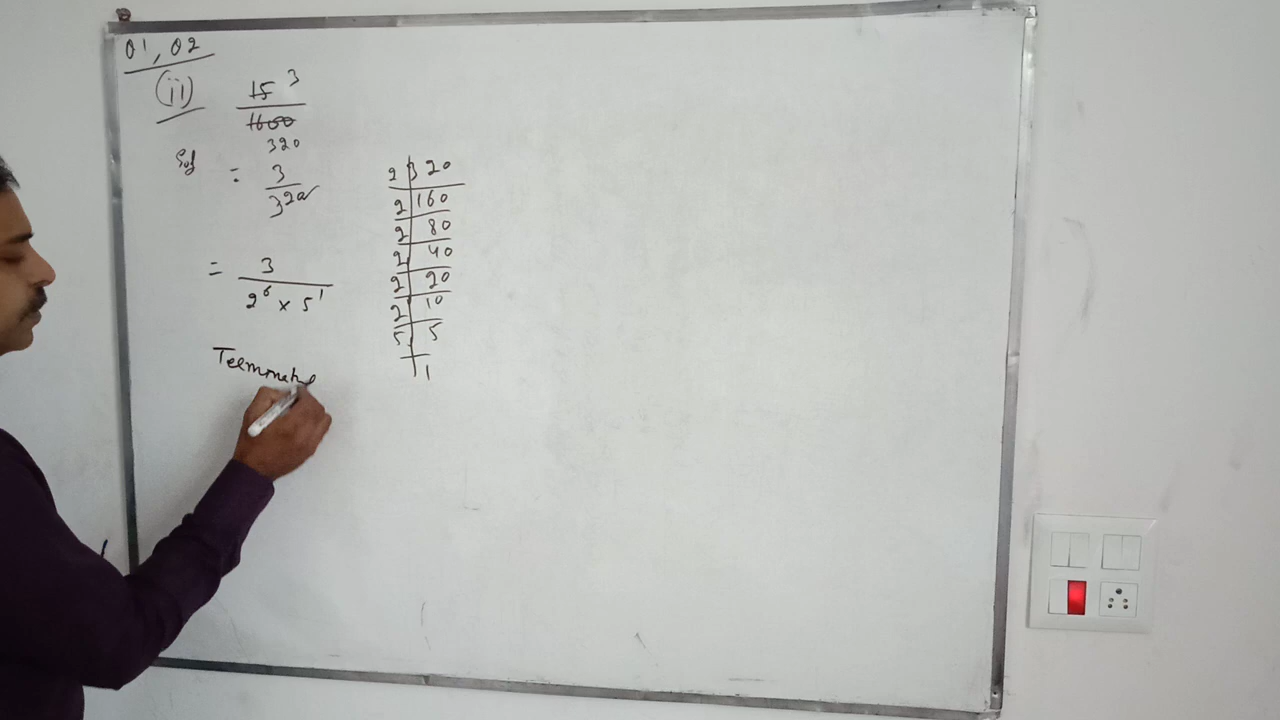 Q1, Q2
(ii) 15 3
1600
320
Sol = 3
320
= 3
2⁶ × 5¹
2 | 320
2 | 160
2 | 80
2 | 40
2 | 20
2 | 10
5 | 5
1